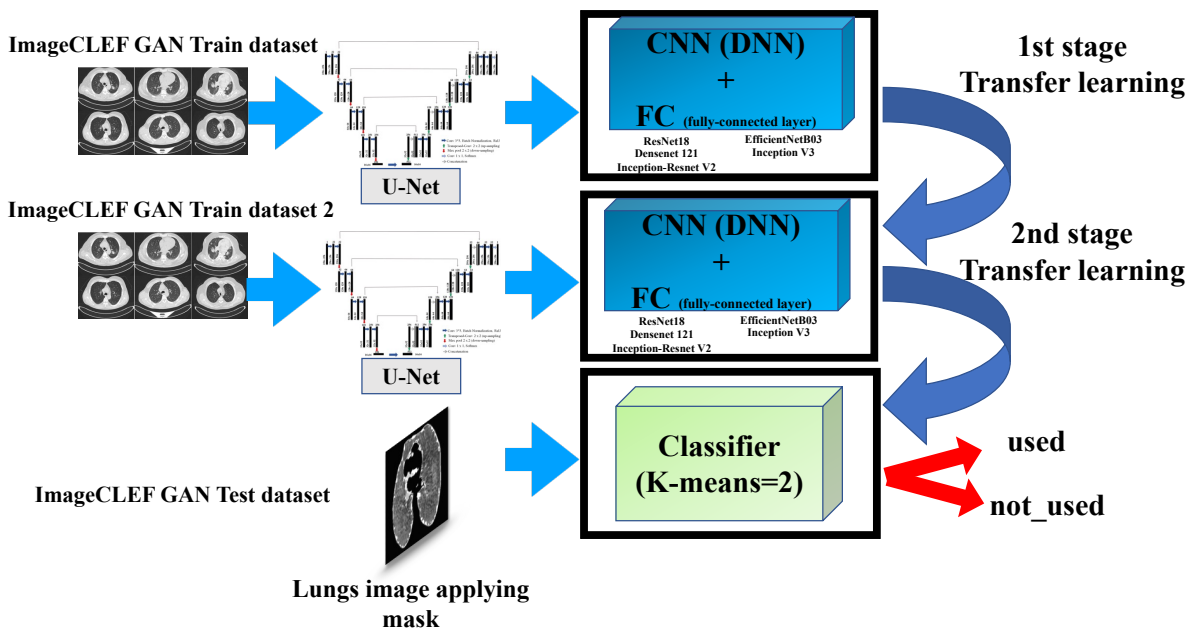 ImageCLEF GAN Train dataset
U-Net
CNN (DNN)
+
FC (fully-connected layer)
ResNet18
Densenet 121
Inception-Resnet V2
EfficientNetB03
Inception V3
1st stage
Transfer learning
ImageCLEF GAN Train dataset 2
U-Net
CNN (DNN)
+
FC (fully-connected layer)
ResNet18
Densenet 121
Inception-Resnet V2
EfficientNetB03
Inception V3
2nd stage
Transfer learning
ImageCLEF GAN Test dataset
Lungs image applying
mask
Classifier
(K-means=2)
used
not_used